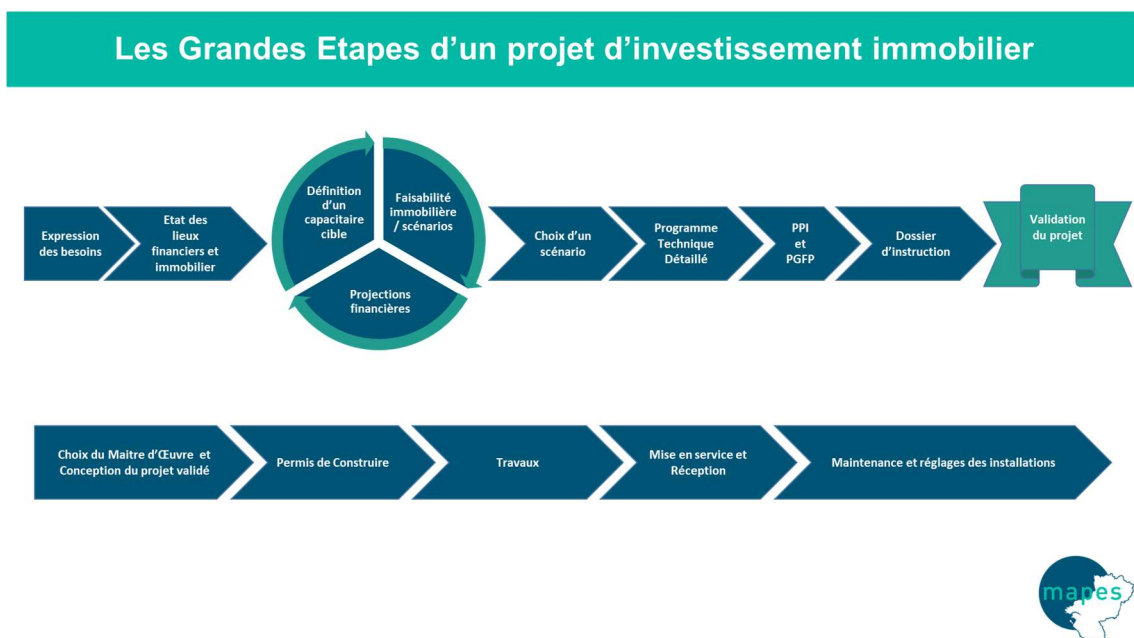 Les Grandes Etapes d’un projet d’investissement immobilier
Expression
des besoins
Etat des
lieux
financiers et
immobilier
Définition
d’un
capacitaire
cible
Faisabilité
immobilière
/ scénarios
Projections
financières
Choix d’un
scénario
Programme
Technique
Détaillé
PPI
et
PGFP
Dossier
d’instruction
Validation
du projet
Choix du Maitre d’Œuvre et
Conception du projet validé
Permis de Construire
Travaux
Mise en service et
Réception
Maintenance et réglages des installations
mapes